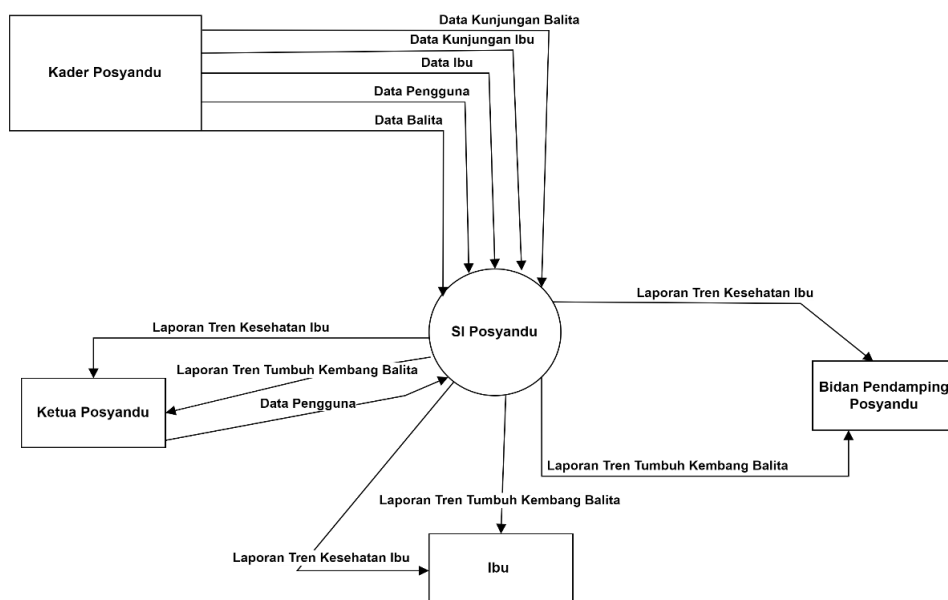 Data Kunjungan Balita
Data Kunjungan Ibu
Data Ibu
Kader Posyandu
Data Pengguna
Data Balita
Laporan Tren Kesehatan Ibu
Laporan Tren Kesehatan Ibu
SI Posyandu
Laporan Tren Tumbuh Kembang Balita
Ketua Posyandu
Data Pengguna
Bidan Pendamping
Posyandu
Laporan Tren Tumbuh Kembang Balita
Laporan Tren Tumbuh Kembang Balita
Laporan Tren Kesehatan Ibu
Ibu